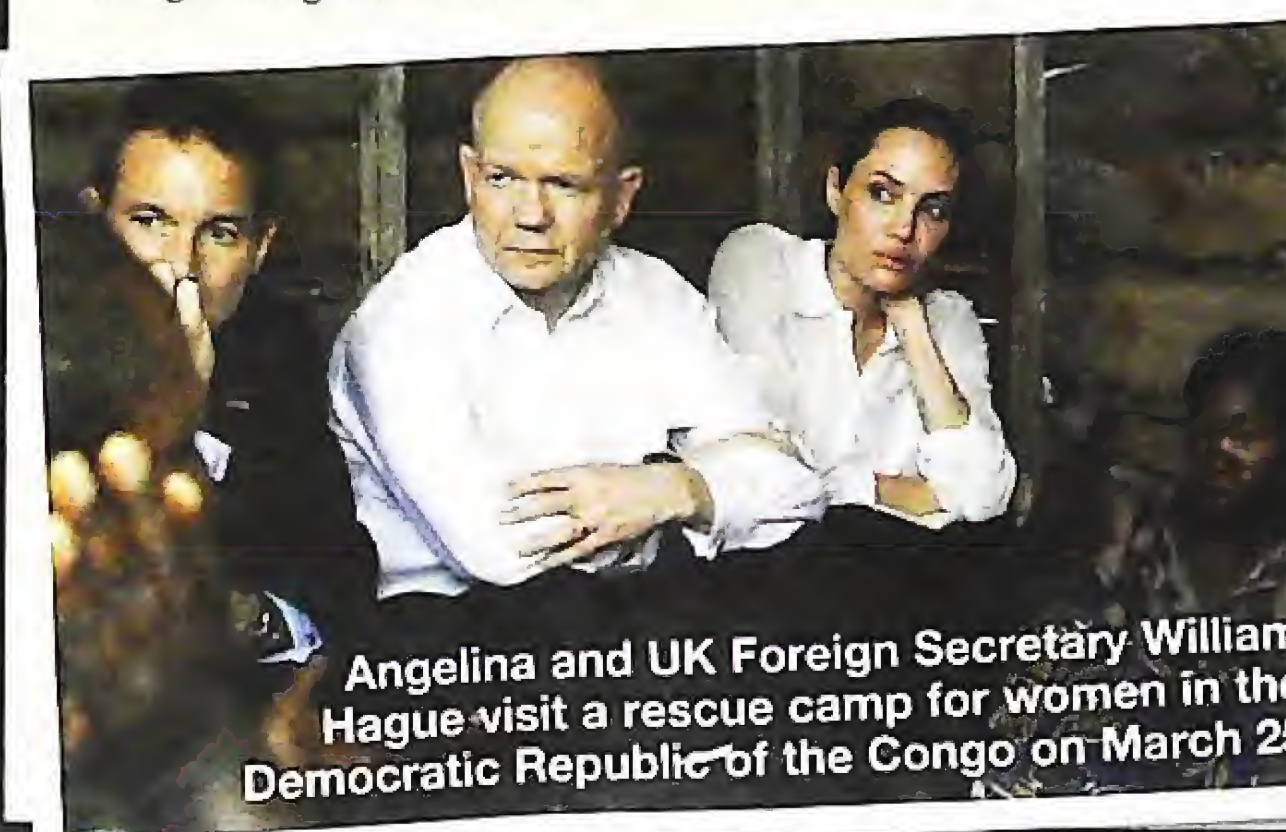 Angelina and UK Foreign Secretary William
Hague visit a rescue camp for women in the
Democratic Republic of the Congo on March